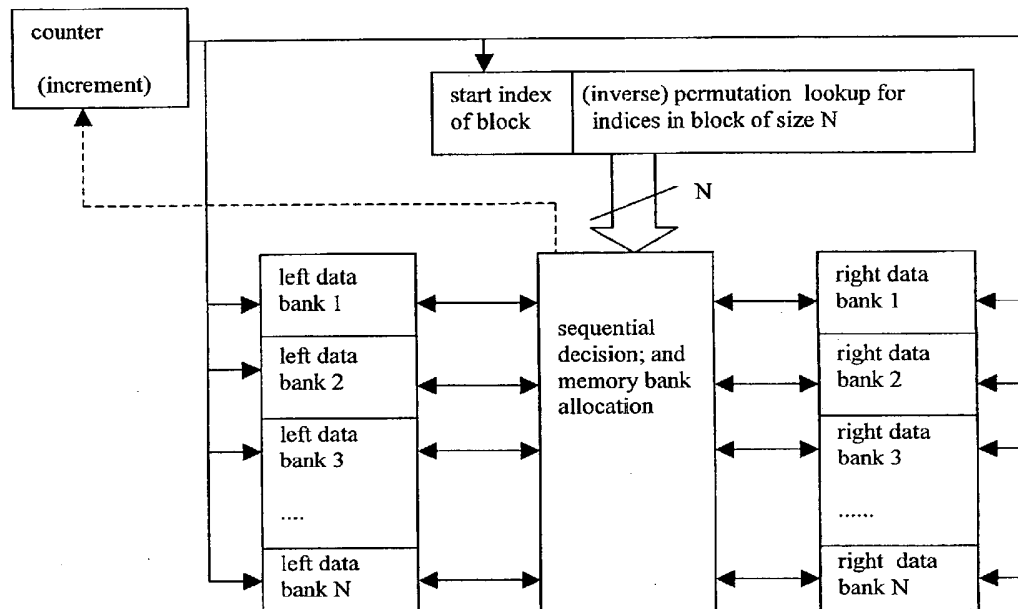 counter
(increment)
start index
of block
(inverse) permutation lookup for
indices in block of size N
N
left data
bank 1
left data
bank 2
left data
bank 3
....
left data
bank N
sequential
decision; and
memory bank
allocation
right data
bank 1
right data
bank 2
right data
bank 3
......
right data
bank N